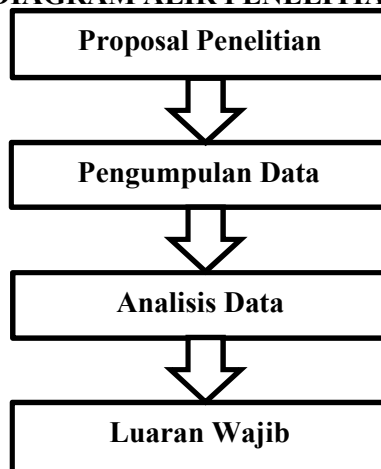 DIAGRAM ALIR PENELITIA
Proposal Penelitian
Pengumpulan Data
Analisis Data
Luaran Wajib